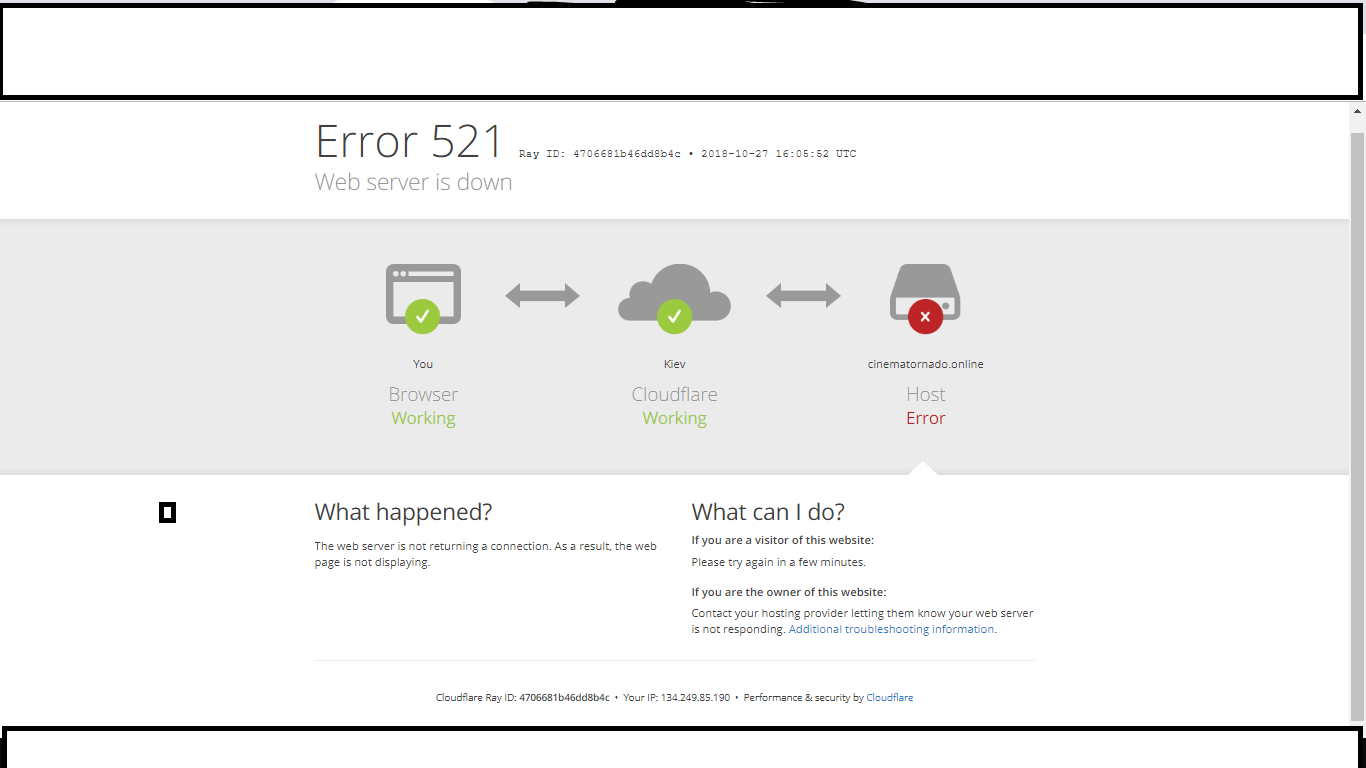 Error 521 Ray ID: 4706681b46dd8b4c • 2018-10-27 16:05:52 UTC
Web server is down
You
Browser
Working
Kiev
Cloudflare
Working
cinematornado.online
Host
Error
What happened?
The web server is not returning a connection. As a result, the web
page is not displaying.
What can I do?
If you are a visitor of this website:
Please try again in a few minutes.
If you are the owner of this website:
Contact your hosting provider letting them know your web server
is not responding. Additional troubleshooting information.
Cloudflare Ray ID: 4706681b46dd8b4c • Your IP: 134.249.85.190 • Performance & security by Cloudflare